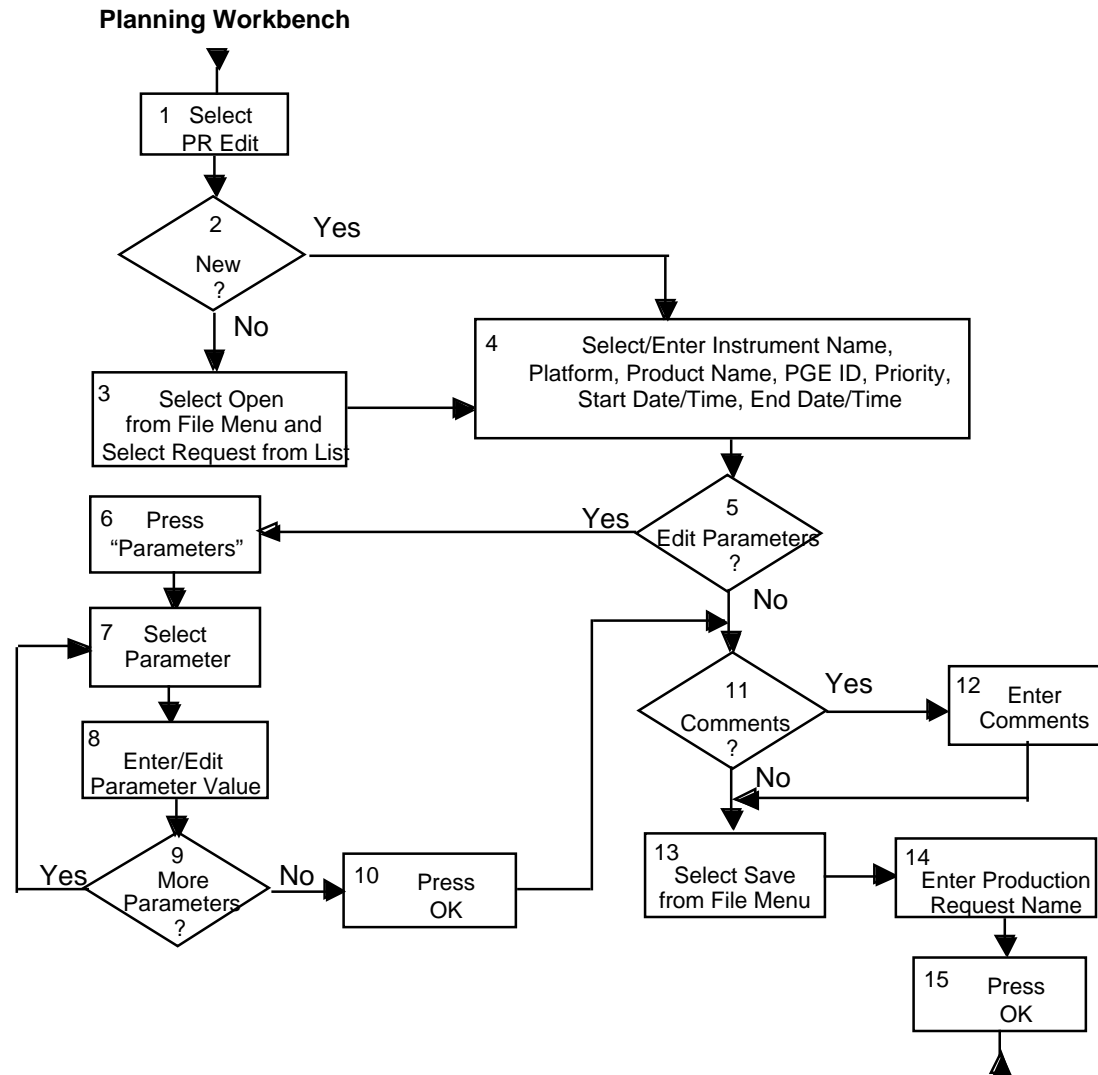 Planning Workbench
1 Select
PR Edit
2
New
?
Yes
No
3
Select Open
from File Menu and
Select Request from List
4
Select/Enter Instrument Name,
Platform, Product Name, PGE ID, Priority,
Start Date/Time, End Date/Time
5
Edit Parameters
?
Yes
No
6 Press
“Parameters”
7
Select
Parameter
8
Enter/Edit
Parameter Value
9
More
Parameters
?
Yes
No
10 Press
OK
11
Comments
?
Yes
No
12
Enter
Comments
13
Select Save
from File Menu
14
Enter Production
Request Name
15
Press
OK